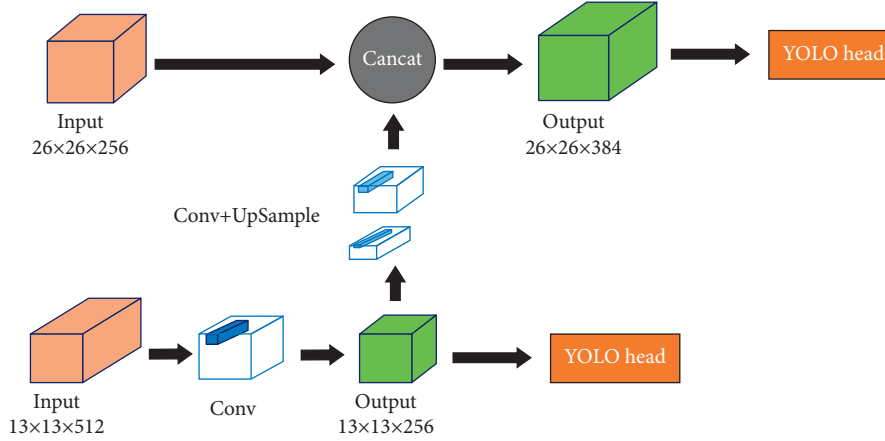 Cancat
YOLO head
Input
26×26×256
Output
26×26×384
Conv+UpSample
YOLO head
Input
13×13×512
Conv
Output
13×13×256